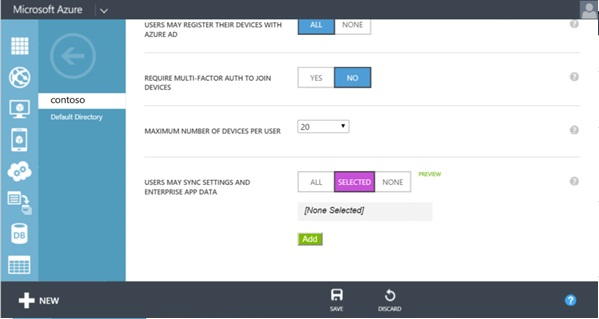 Microsoft Azure
USERS MAY REGISTER THEIR DEVICES WITH
AZURE AD
ALL NONE
REQUIRE MULTI-FACTOR AUTH TO JOIN
DEVICES
YES NO
contoso
Default Directory
MAXIMUM NUMBER OF DEVICES PER USER
20
USERS MAY SYNC SETTINGS AND
ENTERPRISE APP DATA
ALL SELECTED NONE
PREVIEW
[None Selected]
Add
DB
NEW
SAVE
DISCARD
?